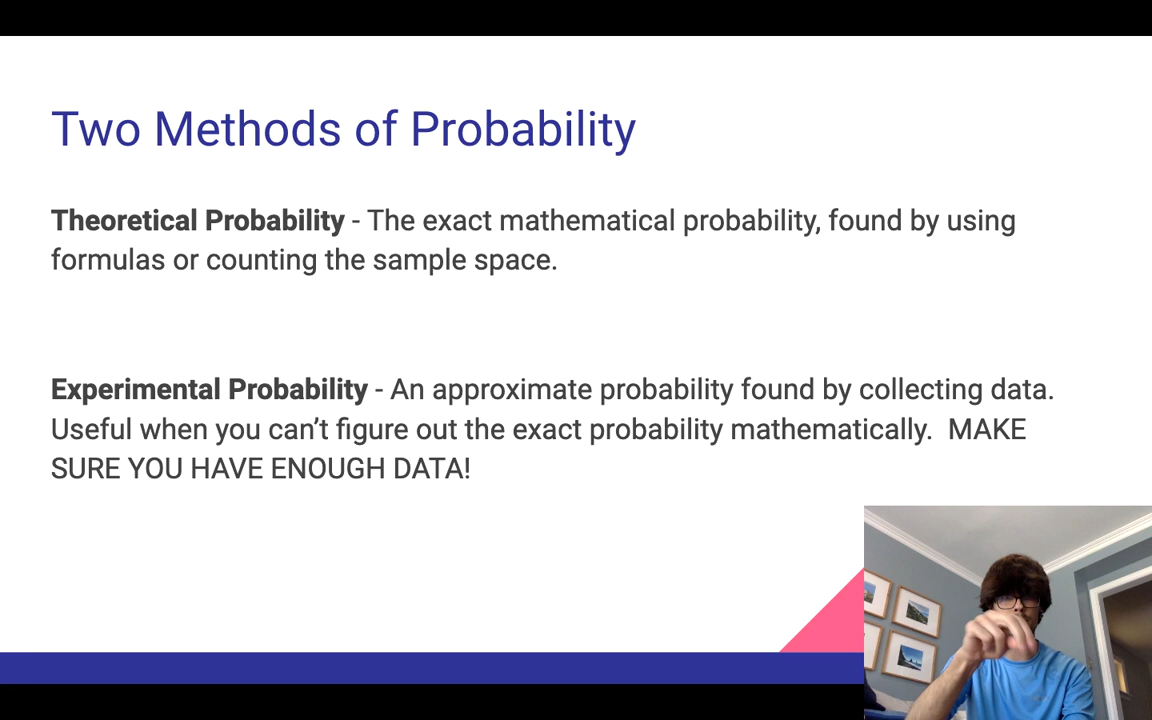 Two Methods of Probability
Theoretical Probability - The exact mathematical probability, found by using
formulas or counting the sample space.
Experimental Probability - An approximate probability found by collecting data.
Useful when you can’t figure out the exact probability mathematically.  MAKE
SURE YOU HAVE ENOUGH DATA!